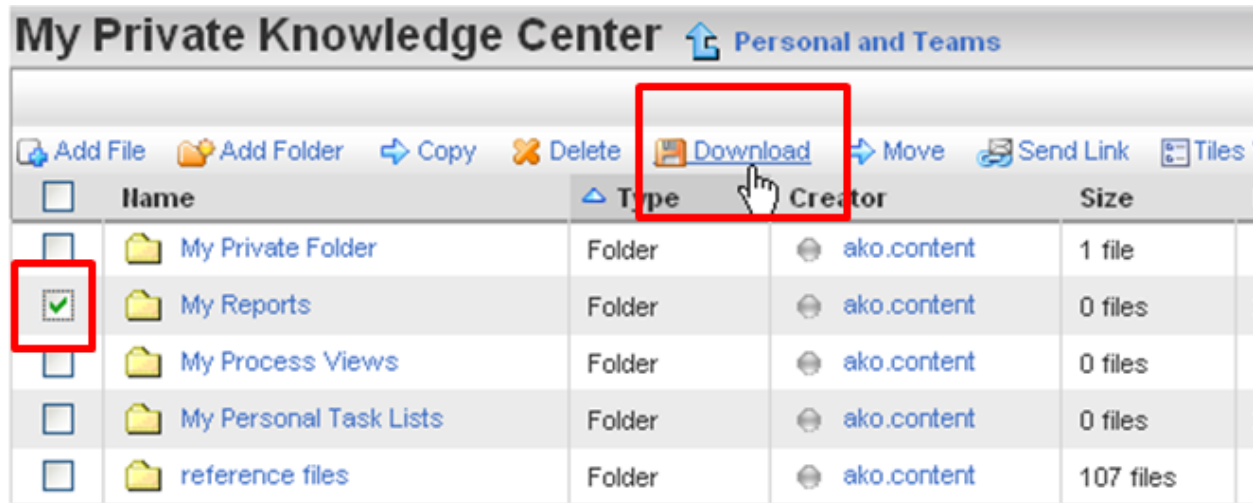 My Private Knowledge Center Personal and Teams
Add File Add Folder Copy Delete Download Move Send Link Tiles
Name Type Creator Size
My Private Folder Folder ako.content 1 file
My Reports Folder ako.content 0 files
My Process Views Folder ako.content 0 files
My Personal Task Lists Folder ako.content 0 files
reference files Folder ako.content 107 files